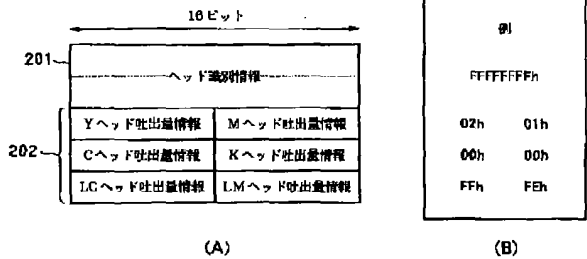 16ビット
201
ヘッド識別情報
202
Yヘッド吐出量情報 Mヘッド吐出量情報
Cヘッド吐出量情報 Kヘッド吐出量情報
LCヘッド吐出量情報 LMヘッド吐出量情報
(A)
例
FFFFFFFFh
02h 01h
00h 00h
FFh FEh
(B)